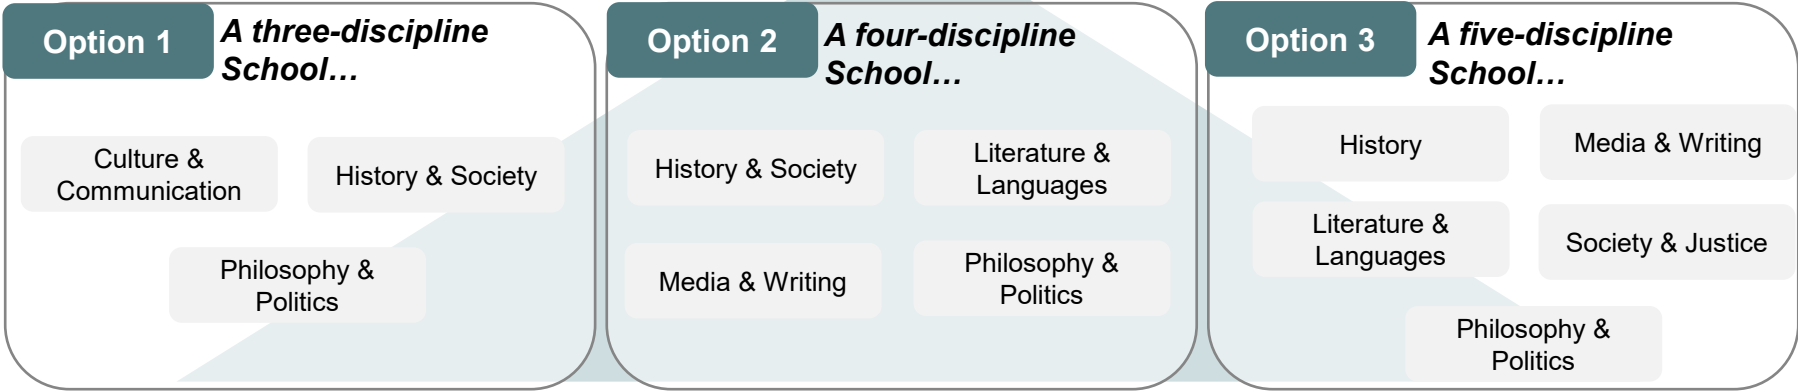 Option 1
A three-discipline
School…
Culture &
Communication
History & Society
Philosophy &
Politics
Option 2
A four-discipline
School…
History & Society
Literature &
Languages
Media & Writing
Philosophy &
Politics
Option 3
A five-discipline
School…
History
Media & Writing
Literature &
Languages
Society & Justice
Philosophy &
Politics